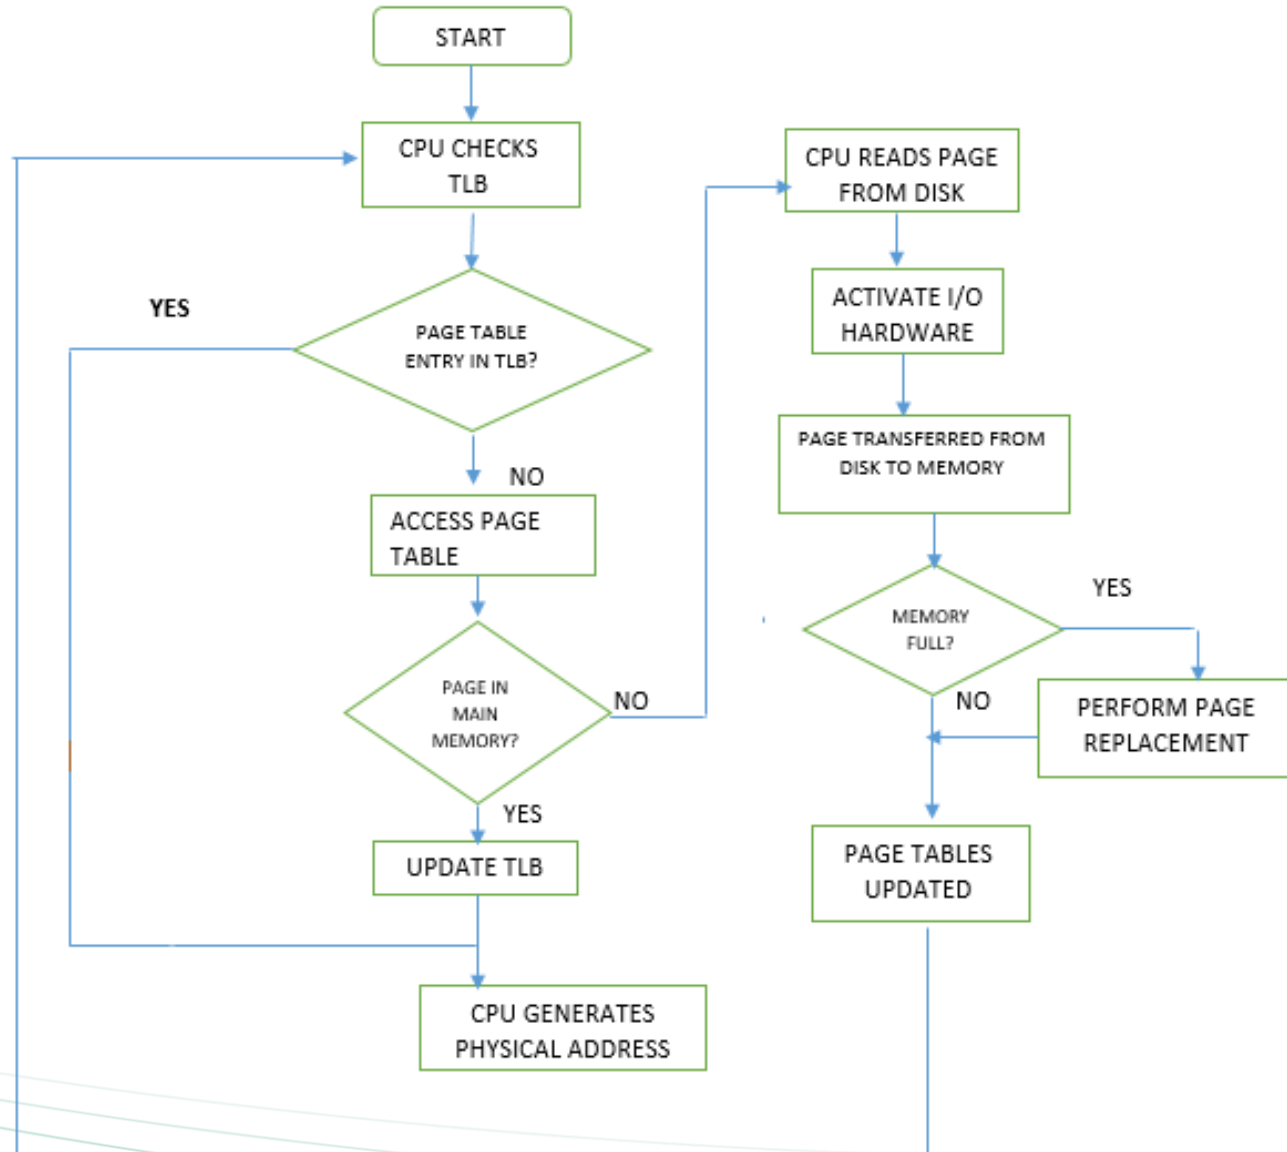 START
CPU CHECKS
TLB
YES
PAGE TABLE
ENTRY IN TLB?
NO
ACCESS PAGE
TABLE
PAGE IN
MAIN
MEMORY?
NO
YES
UPDATE TLB
CPU GENERATES
PHYSICAL ADDRESS
CPU READS PAGE
FROM DISK
ACTIVATE I/O
HARDWARE
PAGE TRANSFERRED FROM
DISK TO MEMORY
MEMORY
FULL?
YES
NO
PERFORM PAGE
REPLACEMENT
PAGE TABLES
UPDATED